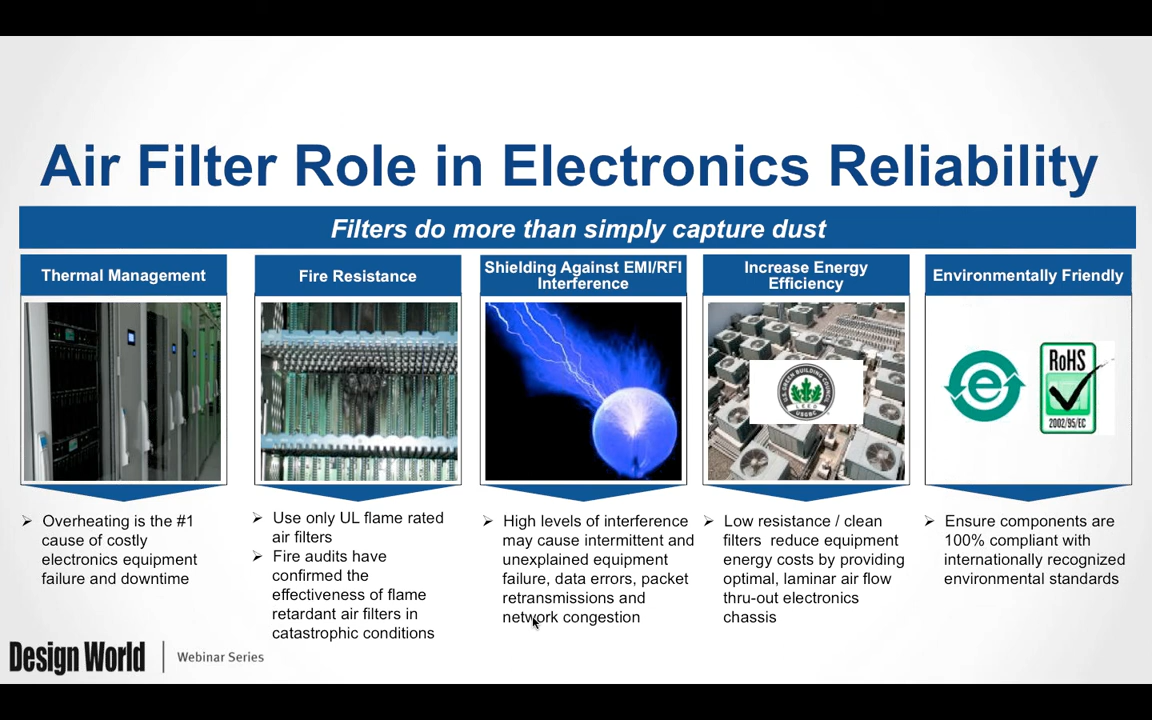 Air Filter Role in Electronics Reliability
Filters do more than simply capture dust
Thermal Management
Overheating is the #1
cause of costly
electronics equipment
failure and downtime
Fire Resistance
Use only UL flame rated
air filters
Fire audits have
confirmed the
effectiveness of flame
retardant air filters in
catastrophic conditions
Shielding Against EMI/RFI
Interference
High levels of interference
may cause intermittent and
unexplained equipment
failure, data errors, packet
retransmissions and
network congestion
Increase Energy
Efficiency
U.S. GREEN BUILDING COUNCIL
LEED
USGBC
Low resistance / clean
filters reduce equipment
energy costs by providing
optimal, laminar air flow
thru-out electronics
chassis
Environmentally Friendly
e
RoHS
2002/95/EC
Ensure components are
100% compliant with
internationally recognized
environmental standards
Design World
Webinar Series